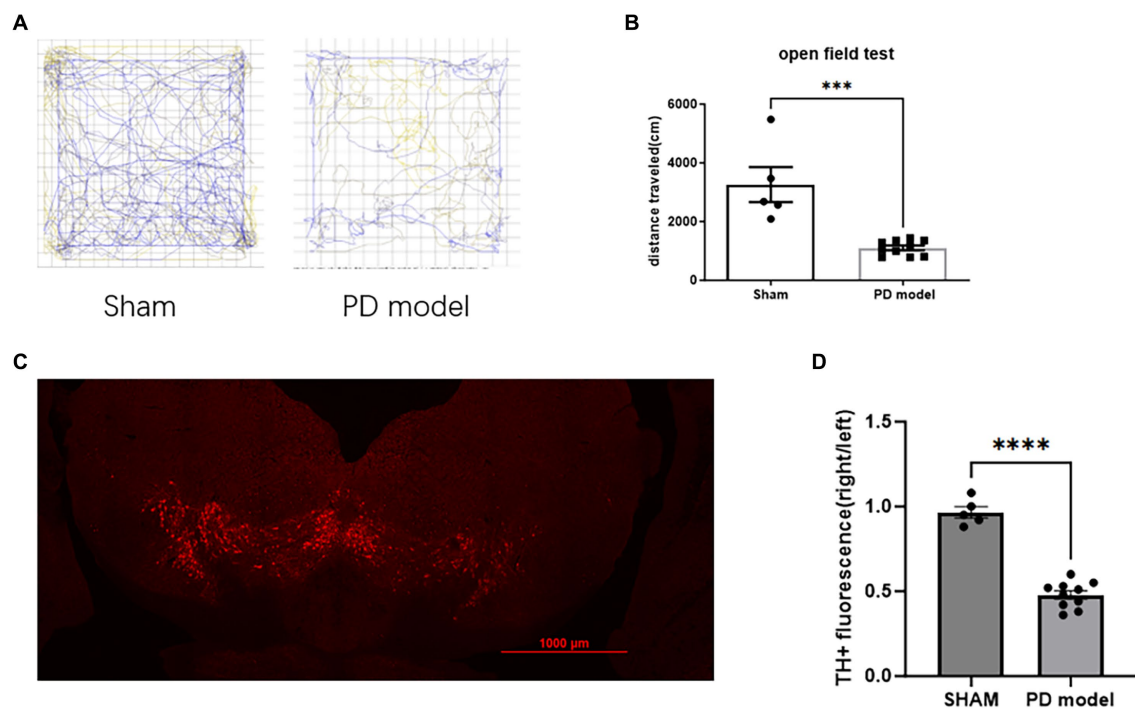 A
Sham
PD model
B
open field test
***
distance traveled(cm)
6000
4000
2000
0
Sham
PD model
C
1000 µm
D
TH+ fluorescence(right/left)
1.5
1.0
0.5
0.0
****
SHAM
PD model